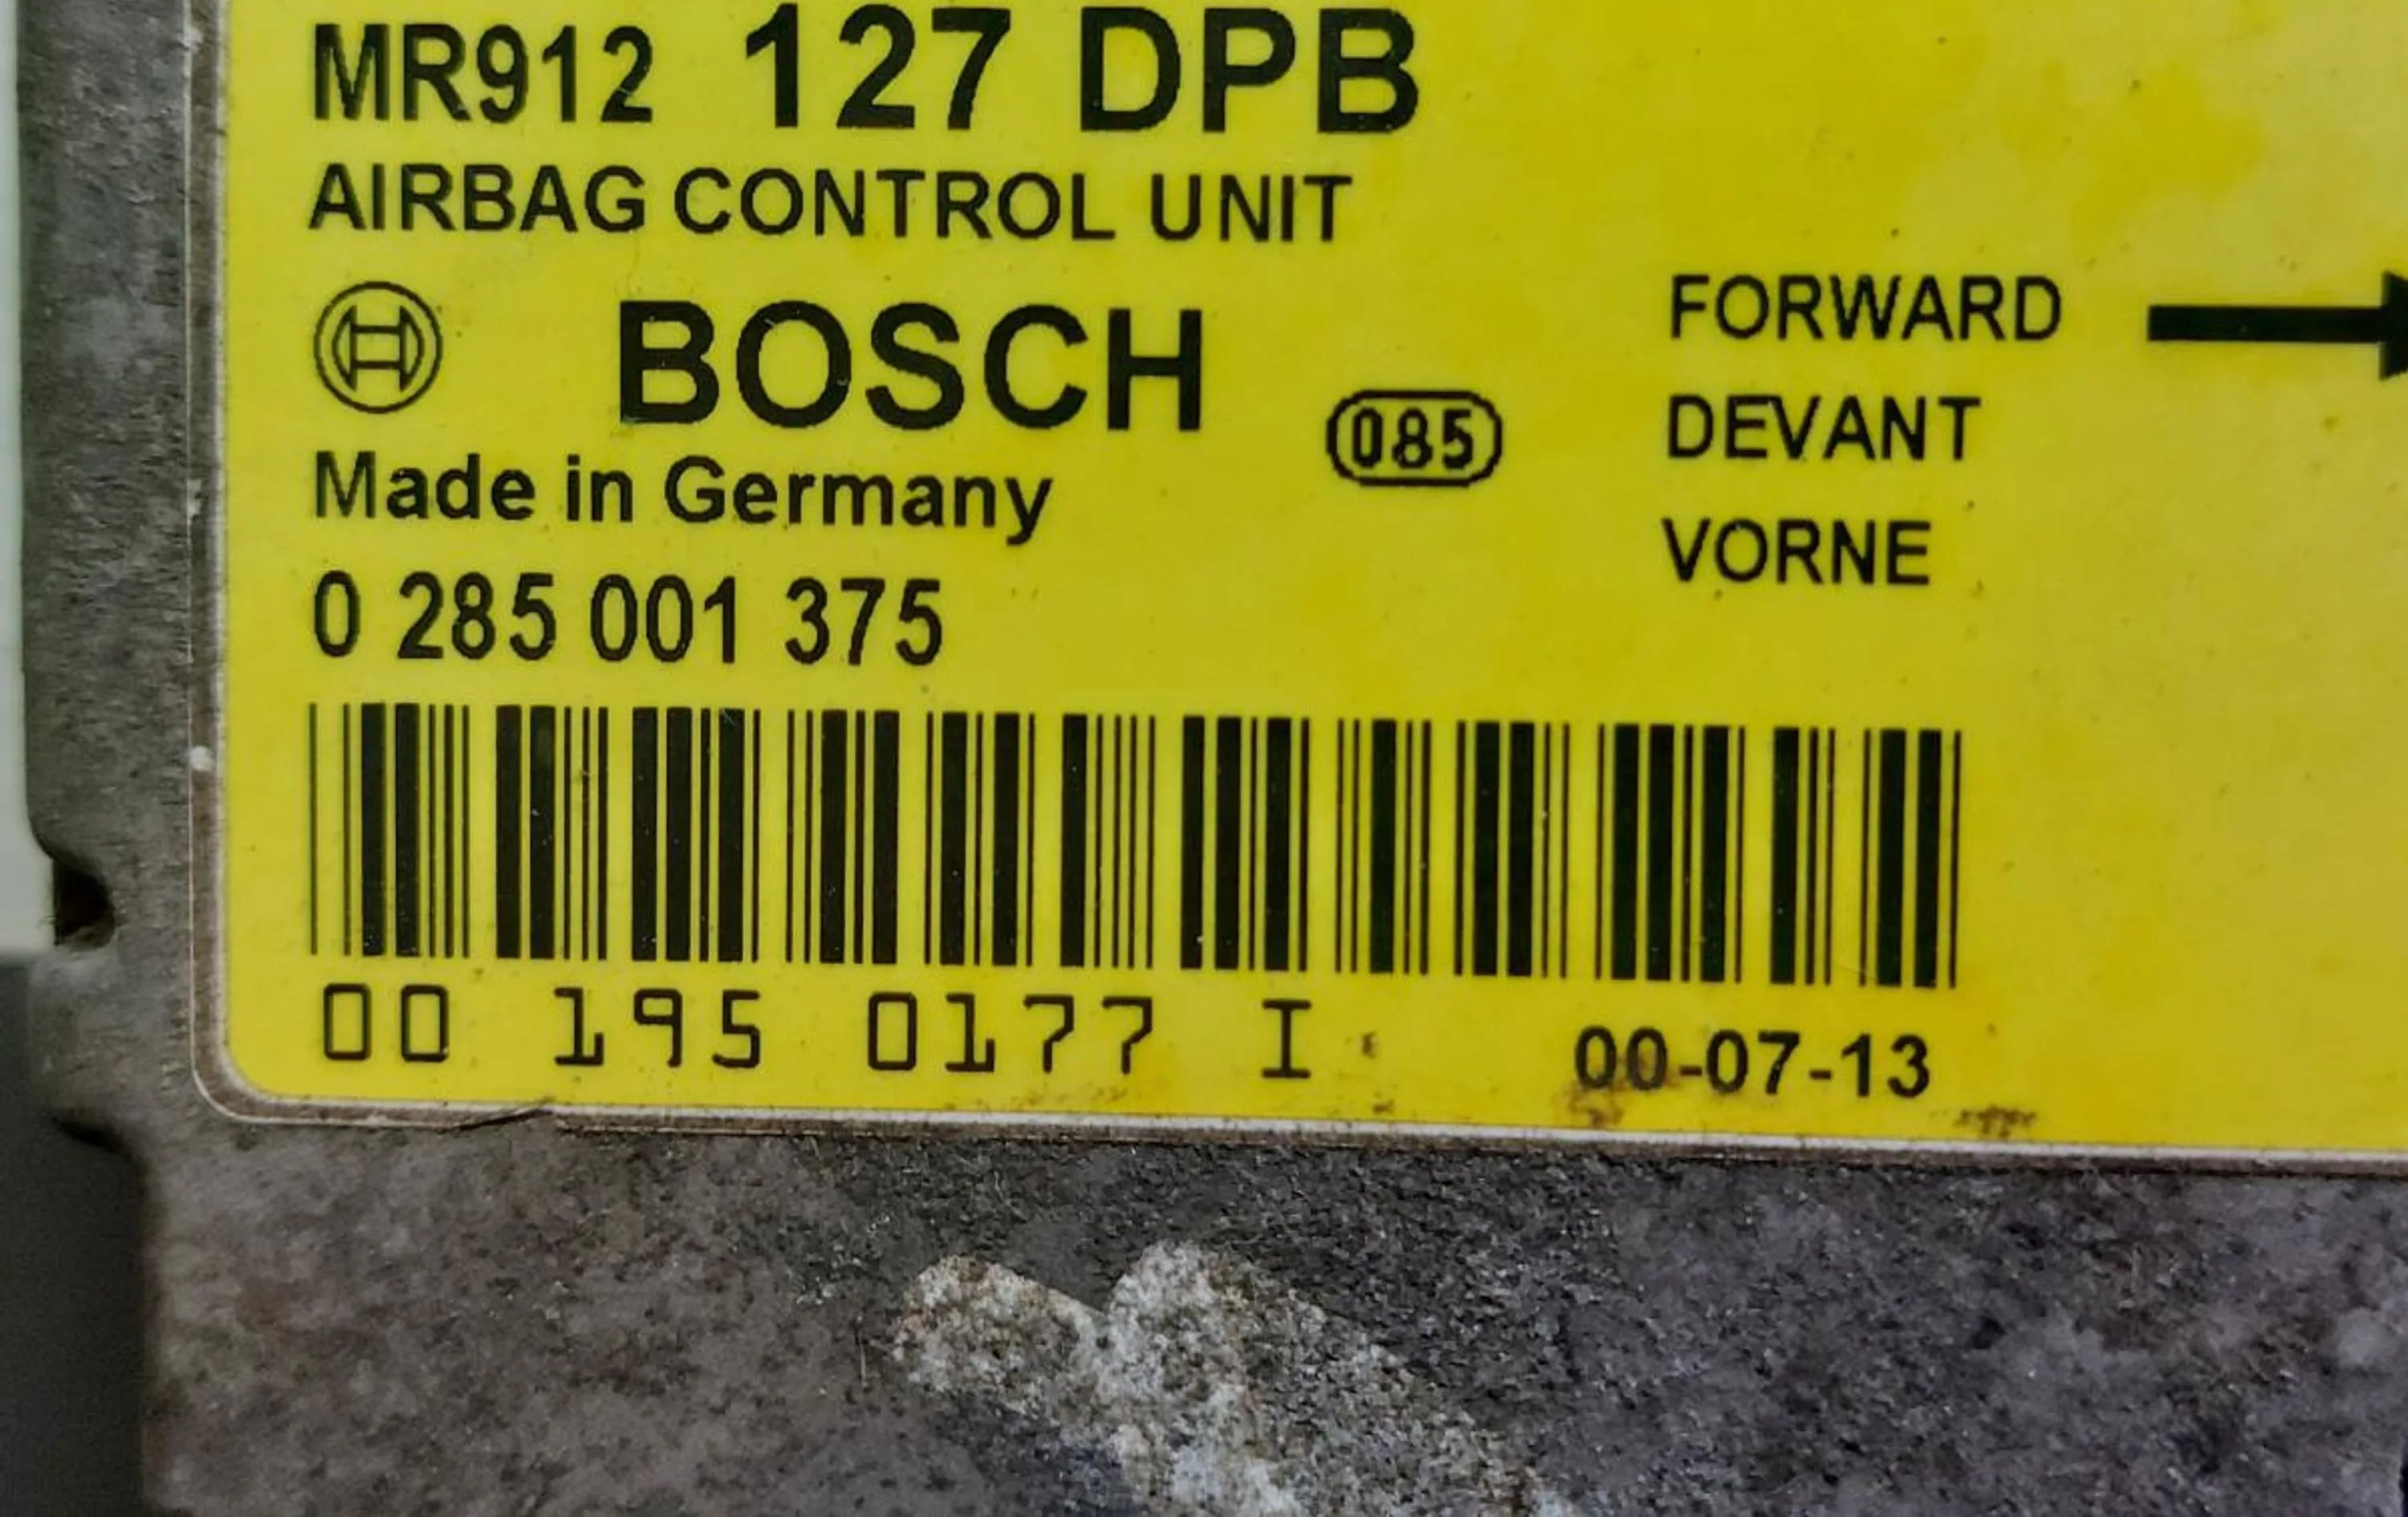 MR912 127 DPB
AIRBAG CONTROL UNIT
BOSCH
085
Made in Germany
0 285 001 375
FORWARD
DEVANT
VORNE
00 195 0177 I
00-07-13